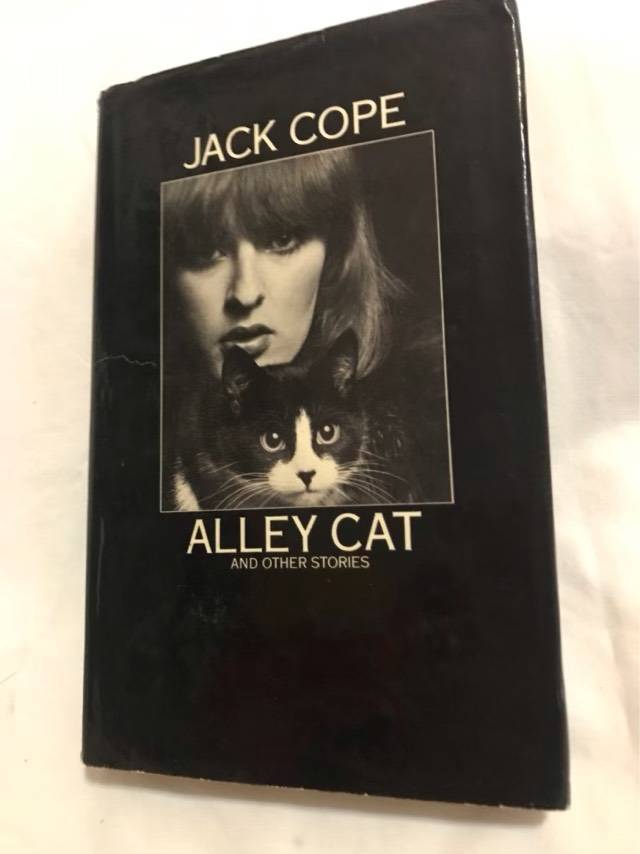 JACK COPE
ALLEY CAT
AND OTHER STORIES